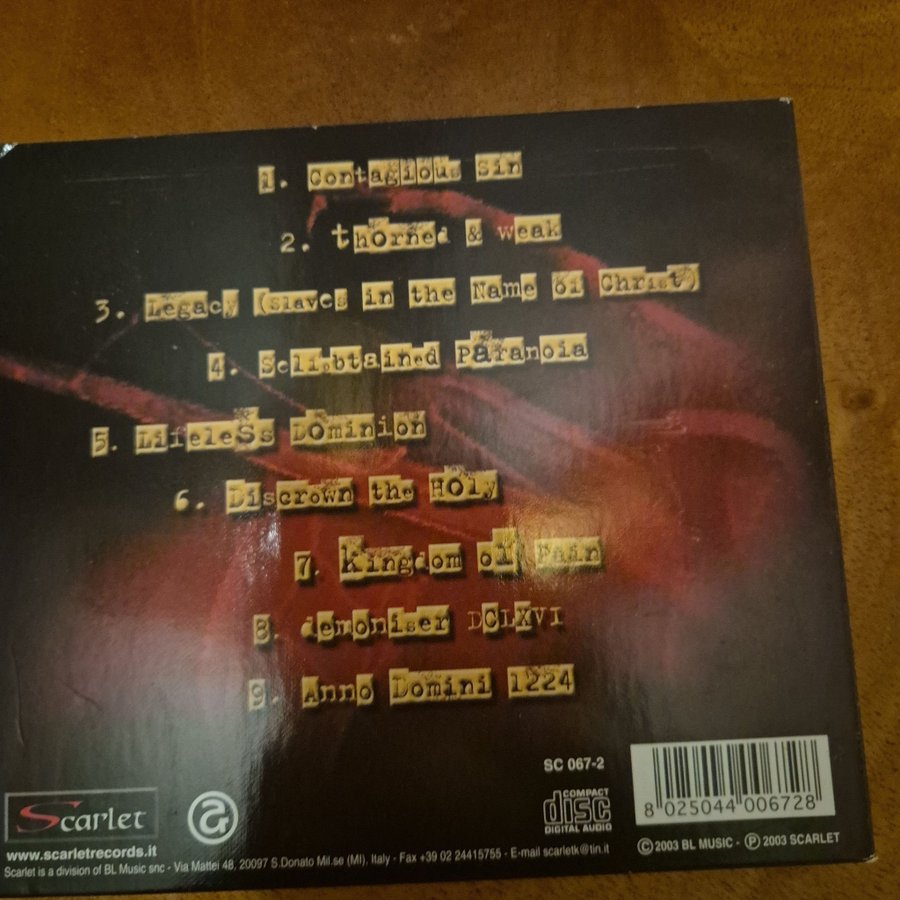 1. Contagious Sin
2. thorned & weak
3. Legacy (Slaves in the Name of Christ)
4. Selfobtained Paranoia
5. Lifeless Dominion
6. Discrown the Holy
7. Kingdom of Pain
8. demoniser DCLXVI
9. Anno Domini 1224
SC 067-2
Scarlet
COMPACT
disc
DIGITAL AUDIO
8 025044 006728
www.scarletrecords.it
Scarlet is a division of BL Music snc - Via Mattei 48, 20097 S.Donato Mil.se (MI), Italy - Fax +39 02 24415755 - E-mail scarletk@tin.it
© 2003 BL MUSIC - ℗ 2003 SCARLET